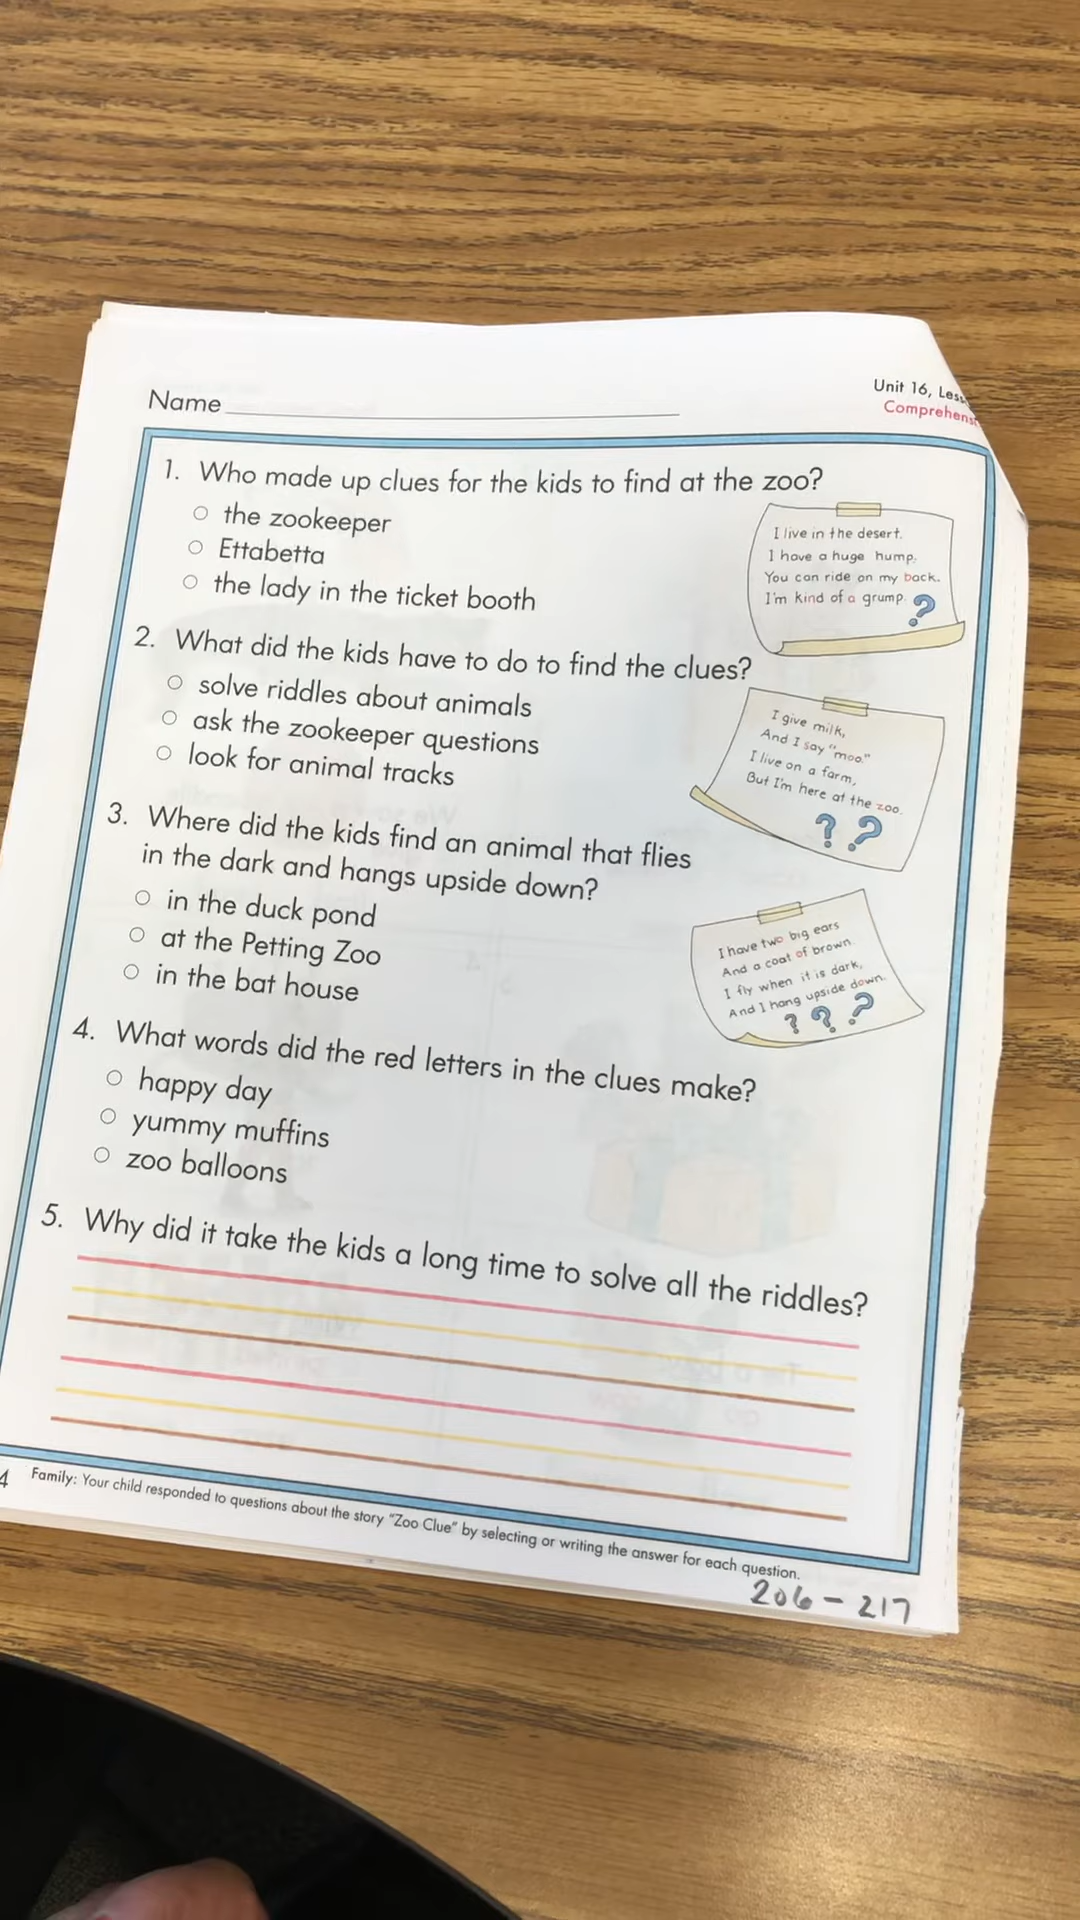 Name
Unit 16, Les
Comprehens
1. Who made up clues for the kids to find at the zoo?
the zookeeper
Ettabetta
the lady in the ticket booth
I live in the desert.
I have a huge hump.
You can ride on my back.
I'm kind of a grump.
?
2. What did the kids have to do to find the clues?
solve riddles about animals
ask the zookeeper questions
look for animal tracks
I give milk,
And I say "moo."
I live on a farm,
But I'm here at the zoo.
? ?
3. Where did the kids find an animal that flies
in the dark and hangs upside down?
in the duck pond
at the Petting Zoo
in the bat house
I have two big ears
And a coat of brown.
I fly when it is dark,
And I hang upside down.
? ? ?
4. What words did the red letters in the clues make?
happy day
yummy muffins
zoo balloons
5. Why did it take the kids a long time to solve all the riddles?
4 Family: Your child responded to questions about the story "Zoo Clue" by selecting or writing the answer for each question.
206 - 217